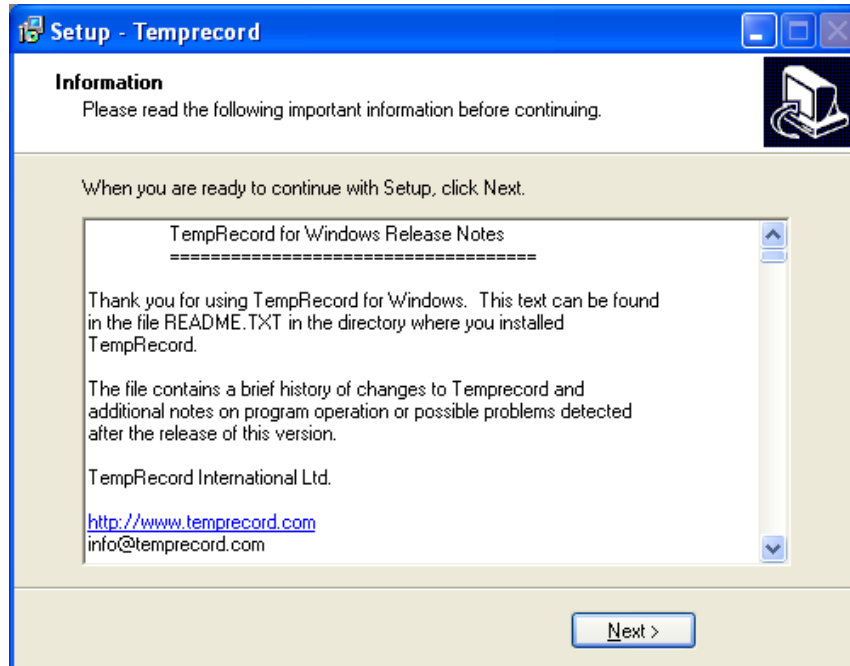 Setup - Temprecord
Information
Please read the following important information before continuing.
When you are ready to continue with Setup, click Next.
TempRecord for Windows Release Notes
====================================
Thank you for using TempRecord for Windows.  This text can be found
in the file README.TXT in the directory where you installed
TempRecord.
The file contains a brief history of changes to Temprecord and
additional notes on program operation or possible problems detected
after the release of this version.
TempRecord International Ltd.
http://www.temprecord.com
info@temprecord.com
Next >